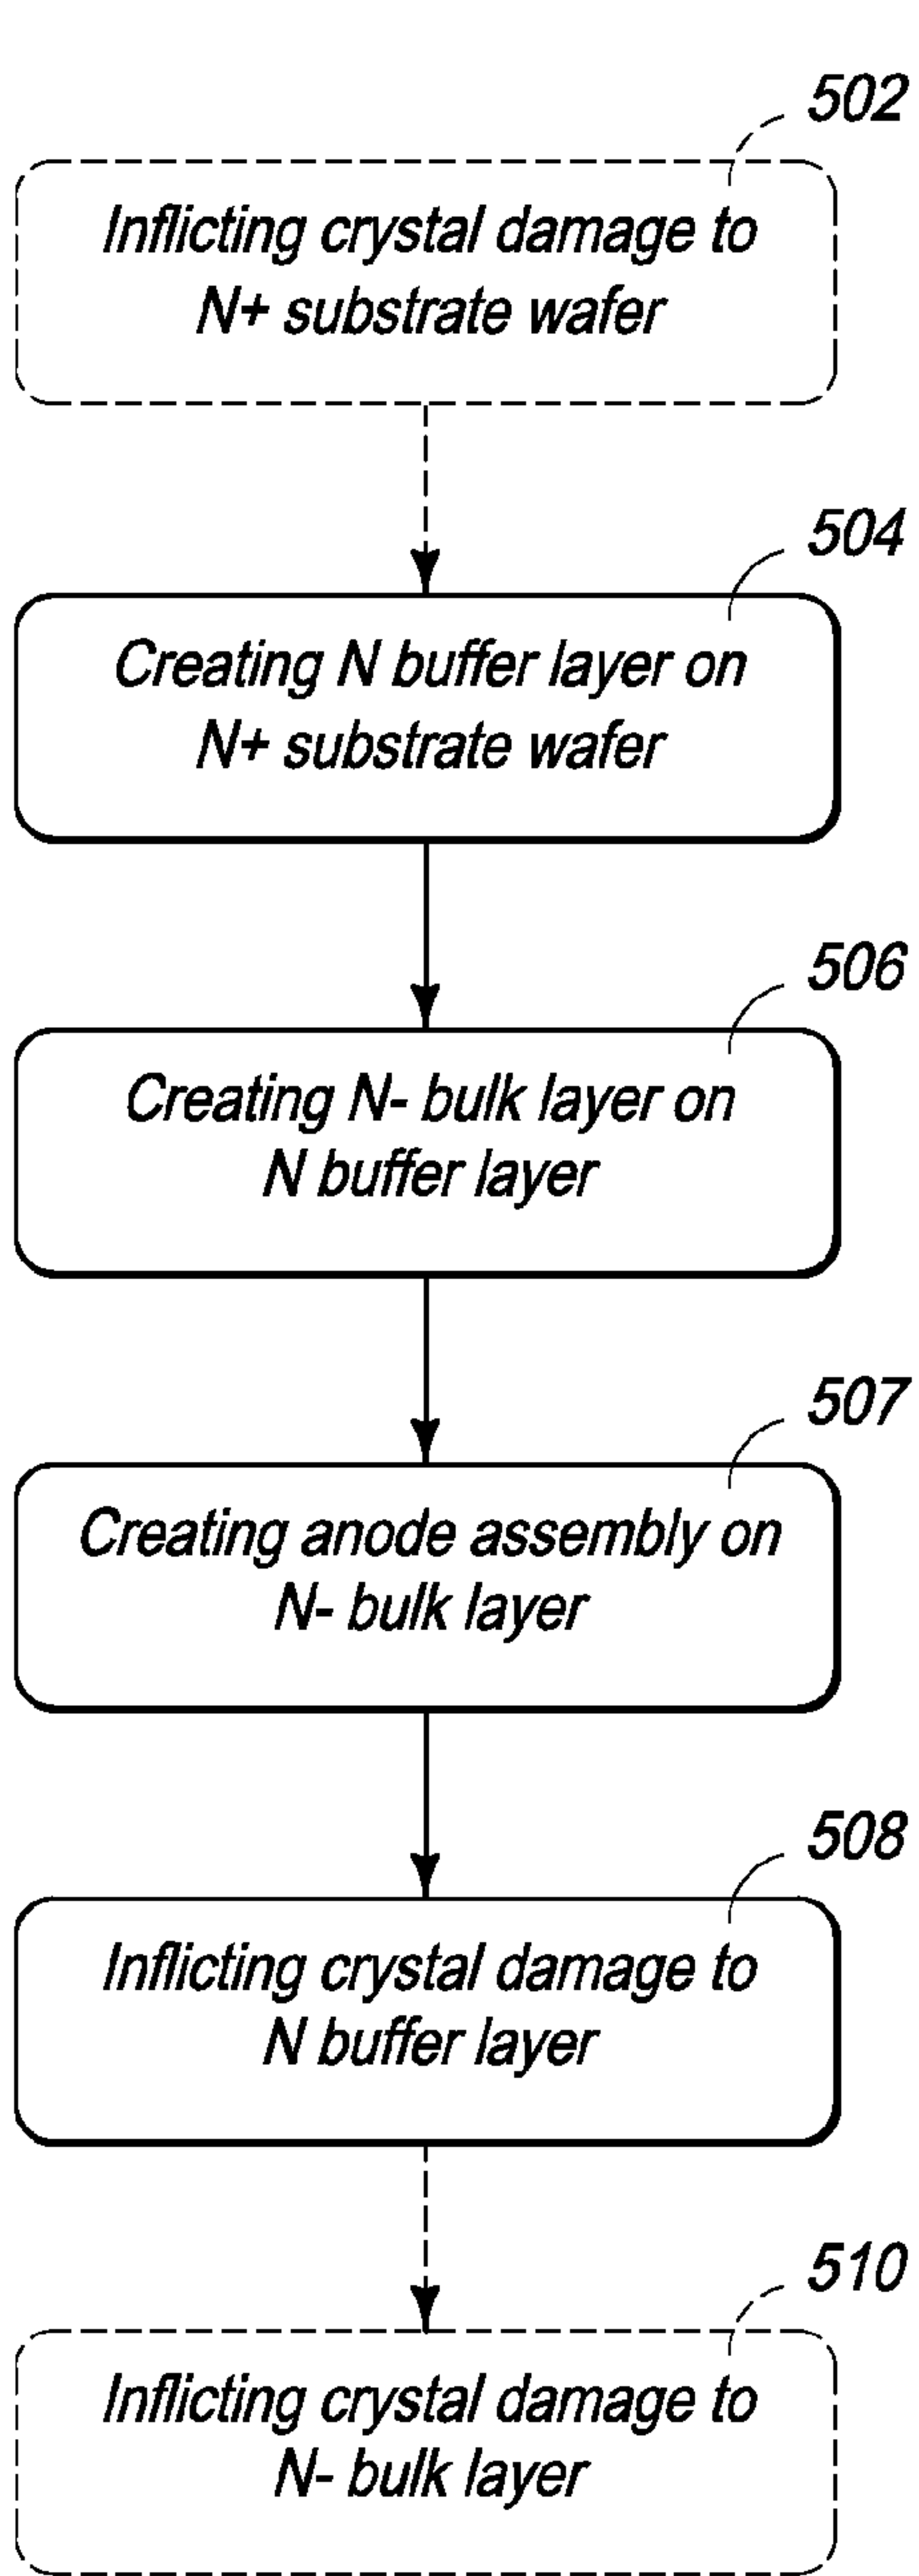 502
Inflicting crystal damage to
N+ substrate wafer
504
Creating N buffer layer on
N+ substrate wafer
506
Creating N- bulk layer on
N buffer layer
507
Creating anode assembly on
N- bulk layer
508
Inflicting crystal damage to
N buffer layer
510
Inflicting crystal damage to
N- bulk layer